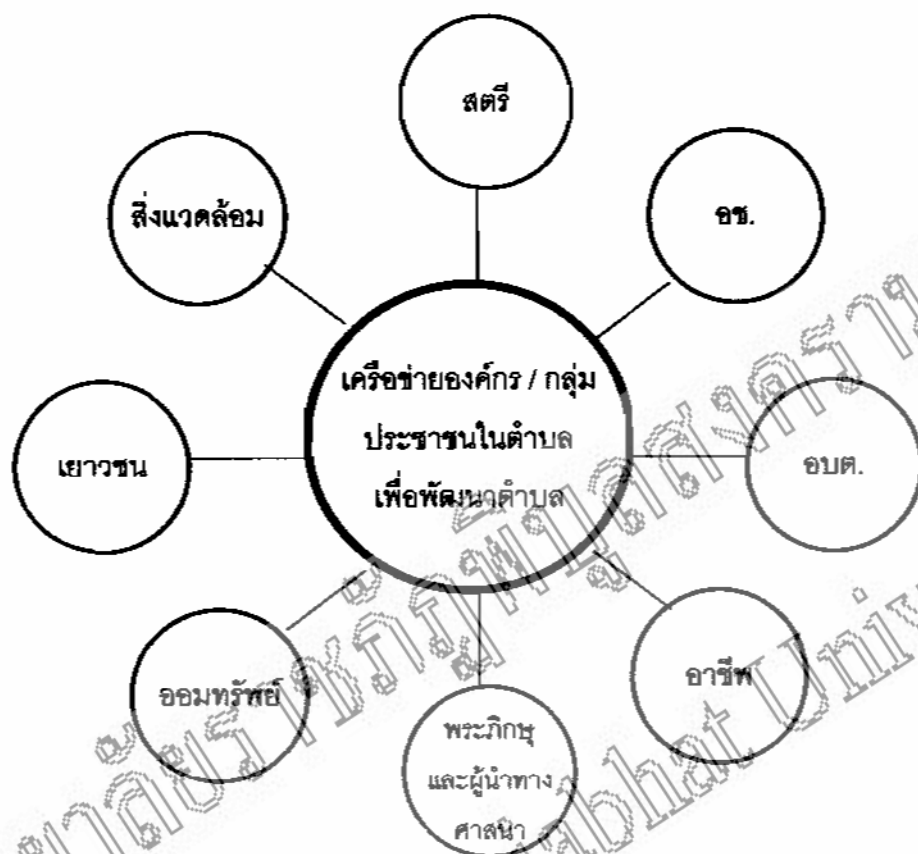 สตรี
สิ่งแวดล้อม
อช.
เครือข่ายองค์กร / กลุ่ม
ประชาชนในตำบล
เพื่อพัฒนาตำบล
เยาวชน
อบต.
ออมทรัพย์
อาชีพ
พระภิกษุ
และผู้นำทาง
ศาสนา